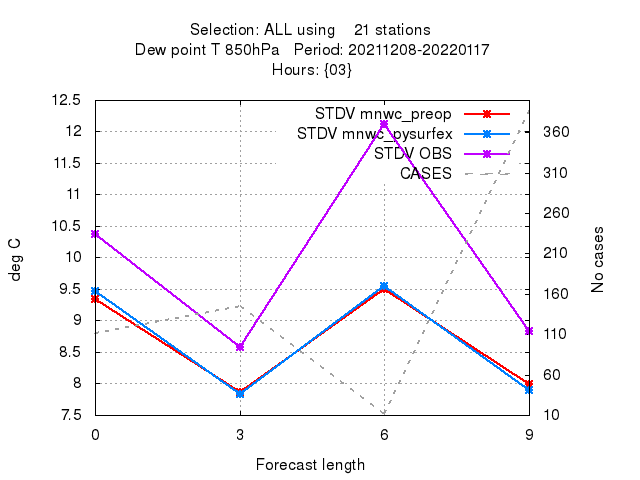 Selection: ALL using    21 stations
Dew point T 850hPa   Period: 20211208-20220117
Hours: {03}
STDV mnwc_preop
STDV mnwc_pysurfex
STDV OBS
CASES
12.5
12
11.5
11
10.5
10
9.5
9
8.5
8
7.5
360
310
260
210
160
110
60
10
deg C
No cases
0 3 6 9
Forecast length